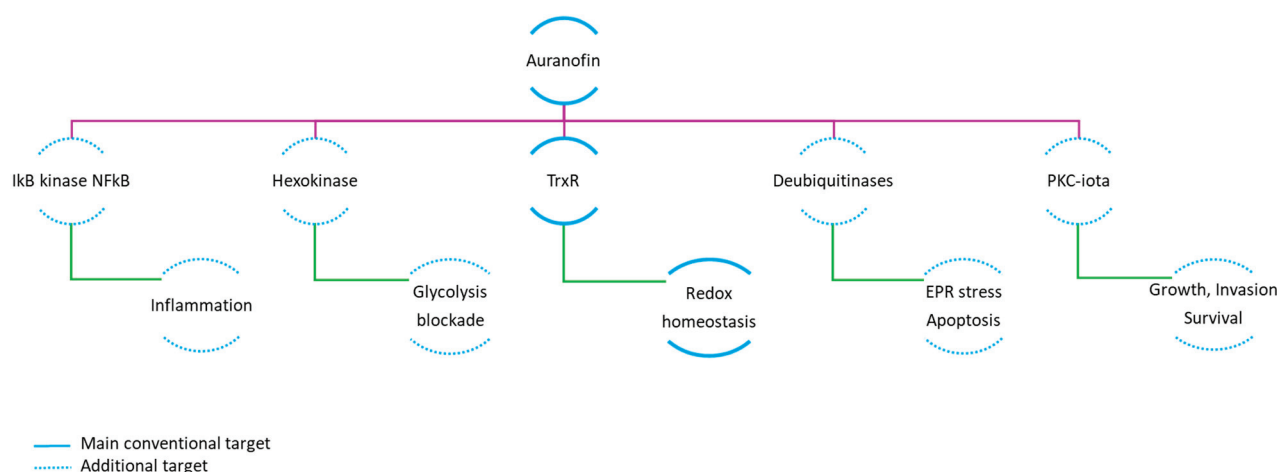 Auranofin
IkB kinase NFkB
Hexokinase
TrxR
Deubiquitinases
PKC-iota
Inflammation
Glycolysis
blockade
Redox
homeostasis
EPR stress
Apoptosis
Growth, Invasion
Survival
Main conventional target
Additional target